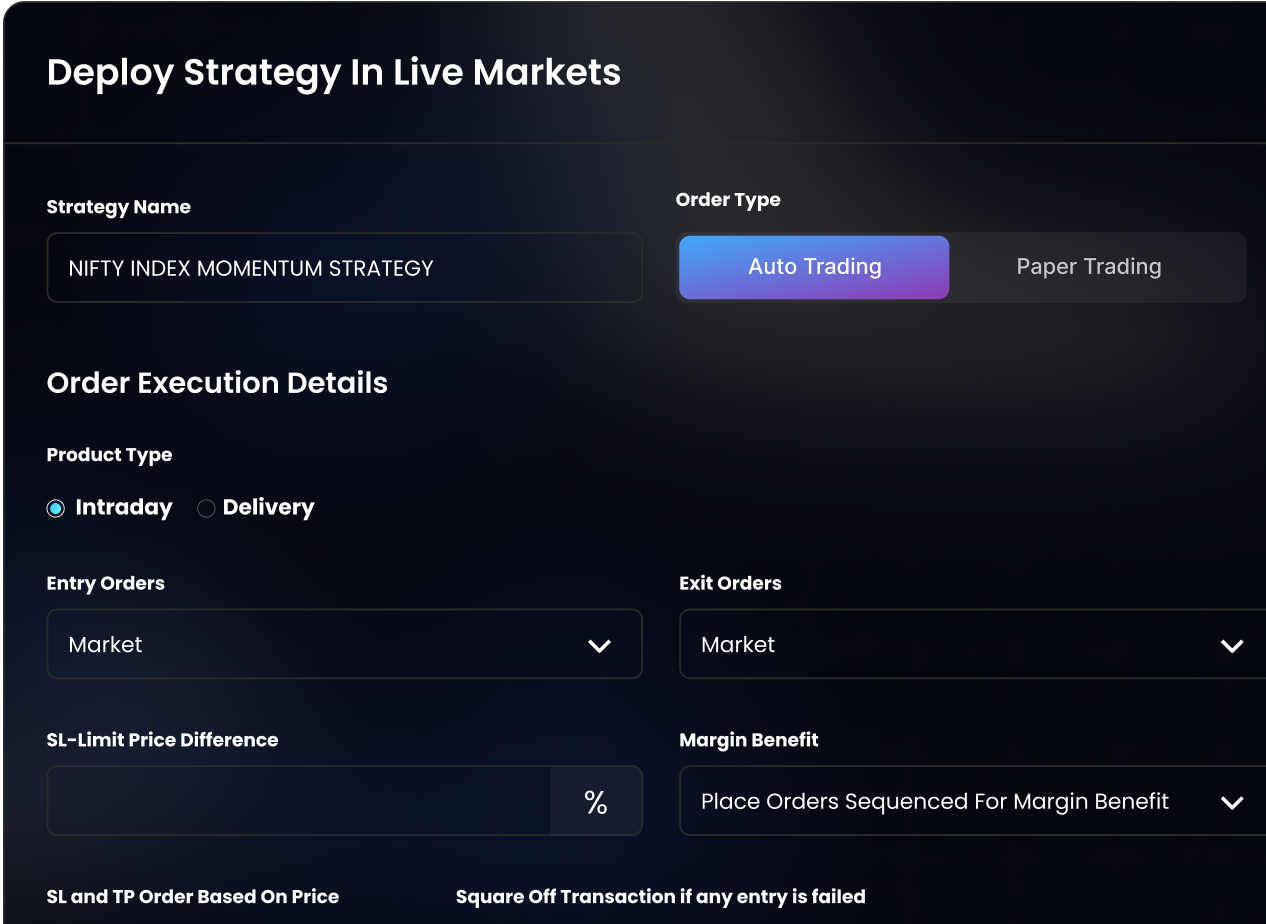 Deploy Strategy In Live Markets
Strategy Name
Order Type
NIFTY INDEX MOMENTUM STRATEGY
Auto Trading
Paper Trading
Order Execution Details
Product Type
Intraday
Delivery
Entry Orders
Exit Orders
Market
Market
SL-Limit Price Difference
Margin Benefit
%
Place Orders Sequenced For Margin Benefit
SL and TP Order Based On Price
Square Off Transaction if any entry is failed